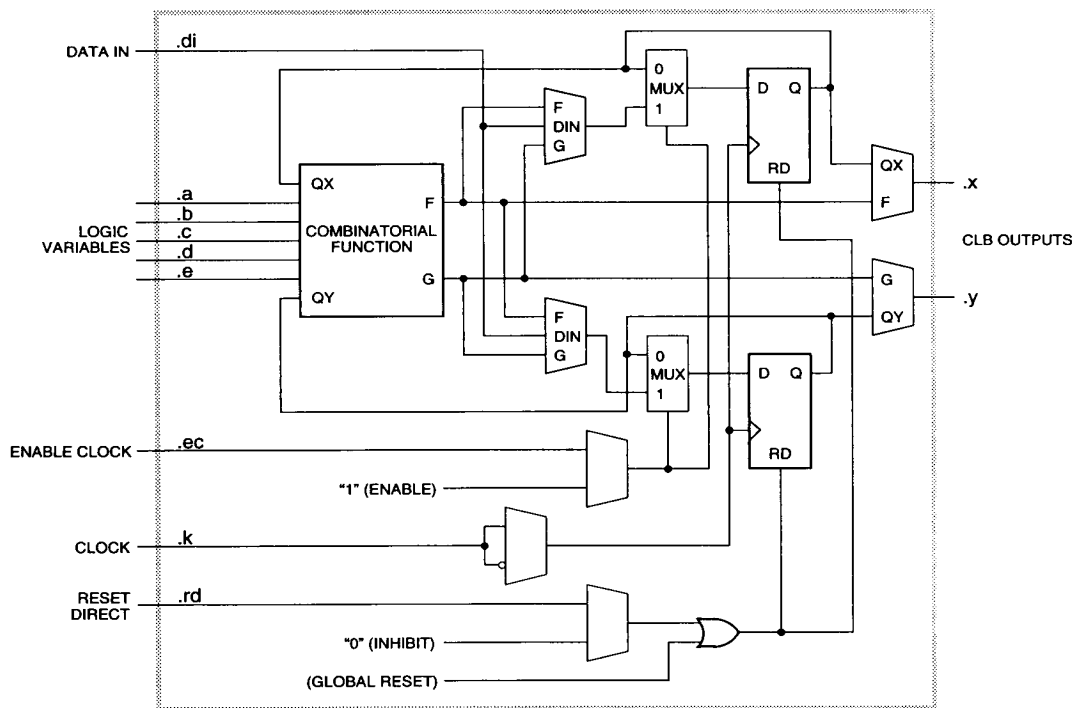 DATA IN
.di
0
MUX
1
D
Q
RD
F
DIN
G
QX
F
.x
QX
.a
.b
LOGIC
VARIABLES
.c
.d
.e
QY
COMBINATORIAL
FUNCTION
F
G
CLB OUTPUTS
G
QY
.y
F
DIN
G
0
MUX
1
D
Q
RD
ENABLE CLOCK
.ec
"1" (ENABLE)
CLOCK
.k
RESET
DIRECT
.rd
"0" (INHIBIT)
(GLOBAL RESET)